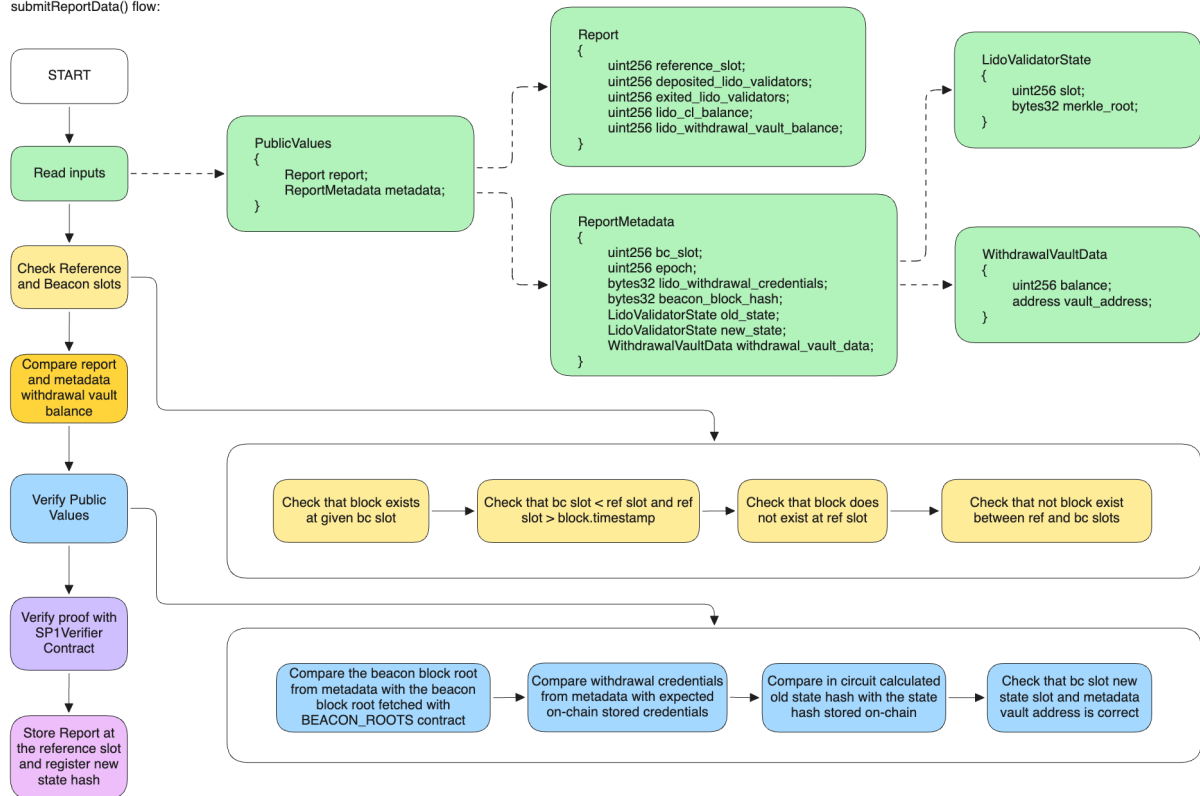 submitReportData() flow:
START
Read inputs
Check Reference
and Beacon slots
Compare report
and metadata
withdrawal vault
balance
Verify Public
Values
Verify proof with
SP1Verifier
Contract
Store Report at
the reference slot
and register new
state hash
PublicValues
{
Report report;
ReportMetadata metadata;
}
Report
{
uint256 reference_slot;
uint256 deposited_lido_validators;
uint256 exited_lido_validators;
uint256 lido_cl_balance;
uint256 lido_withdrawal_vault_balance;
}
ReportMetadata
{
uint256 bc_slot;
uint256 epoch;
bytes32 lido_withdrawal_credentials;
bytes32 beacon_block_hash;
LidoValidatorState old_state;
LidoValidatorState new_state;
WithdrawalVaultData withdrawal_vault_data;
}
LidoValidatorState
{
uint256 slot;
bytes32 merkle_root;
}
WithdrawalVaultData
{
uint256 balance;
address vault_address;
}
Check that block exists
at given bc slot
Check that bc slot < ref slot and ref
slot > block.timestamp
Check that block does
not exist at ref slot
Check that not block exist
between ref and bc slots
Compare the beacon block root
from metadata with the beacon
block root fetched with
BEACON_ROOTS contract
Compare withdrawal credentials
from metadata with expected
on-chain stored credentials
Compare in circuit calculated
old state hash with the state
hash stored on-chain
Check that bc slot new
state slot and metadata
vault address is correct